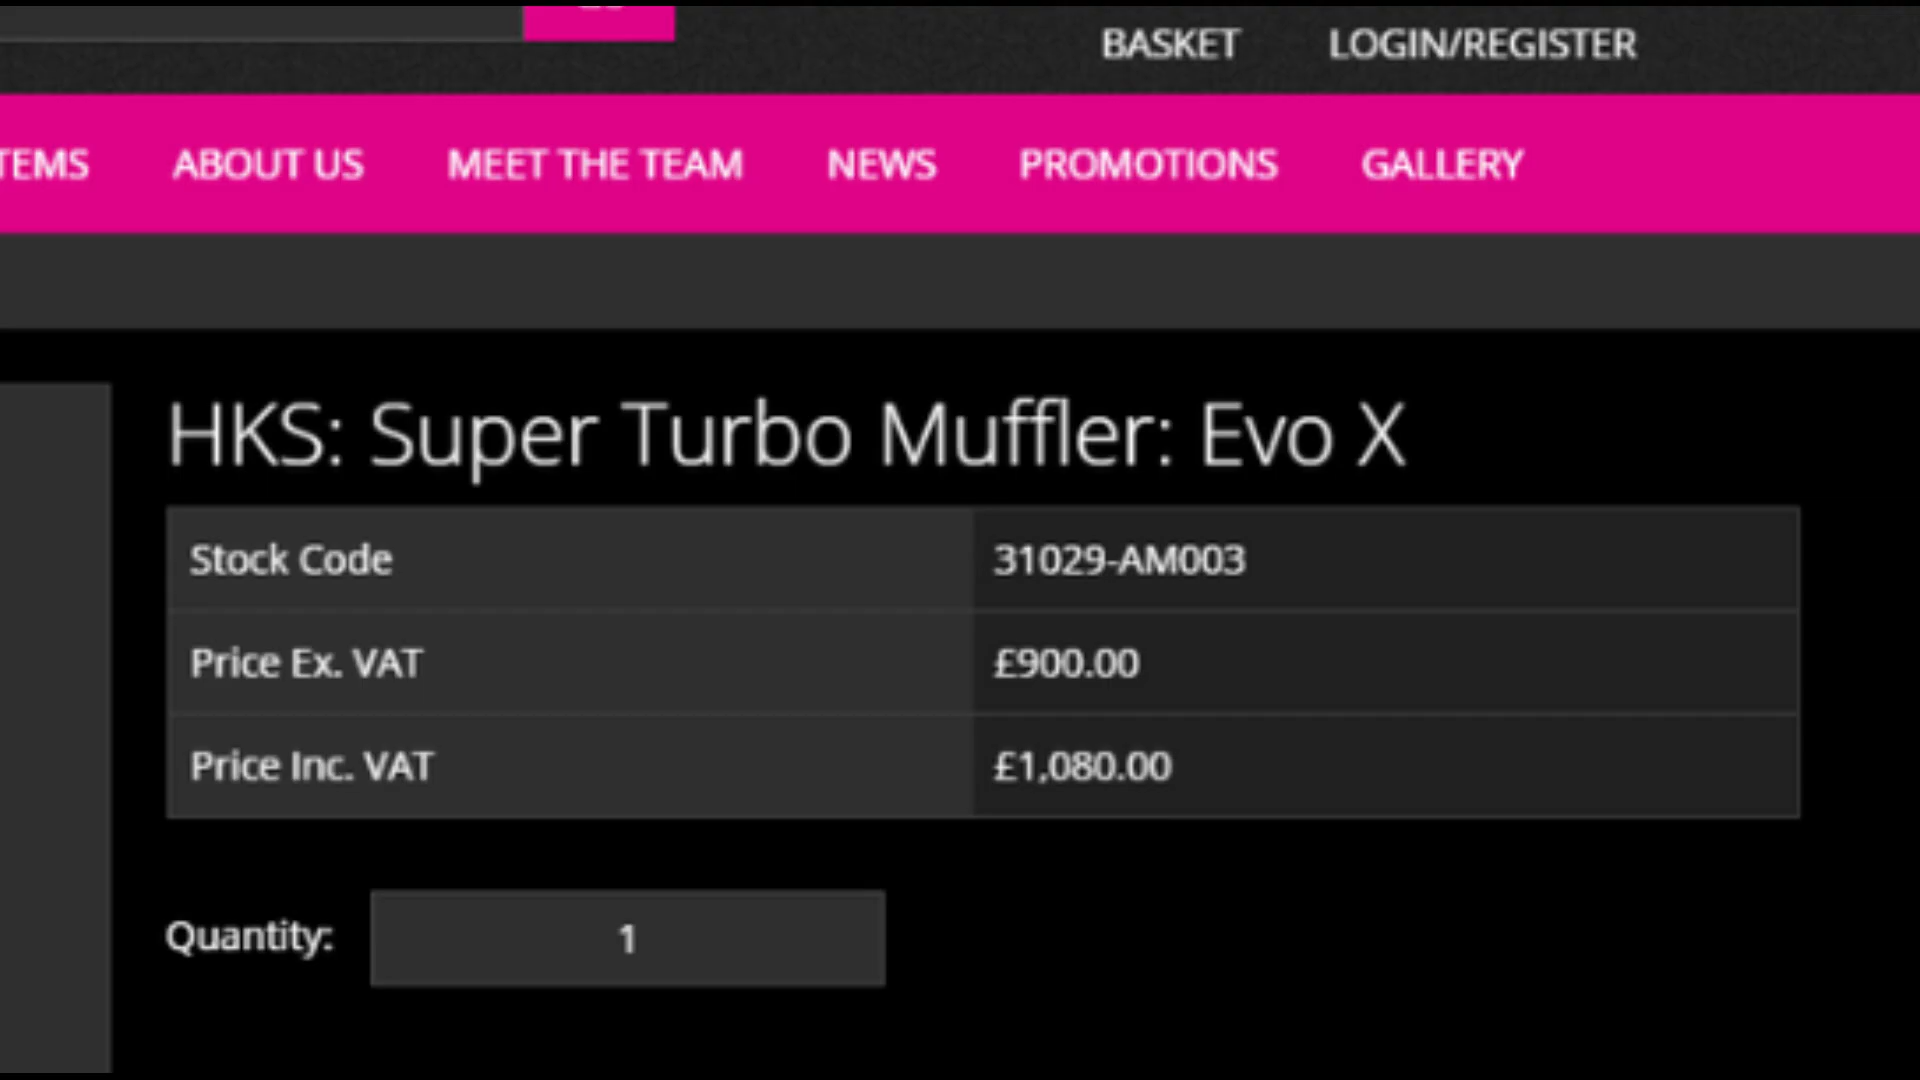 BASKET LOGIN/REGISTER
TEMS ABOUT US MEET THE TEAM NEWS PROMOTIONS GALLERY
HKS: Super Turbo Muffler: Evo X
Stock Code 31029-AM003
Price Ex. VAT £900.00
Price Inc. VAT £1,080.00
Quantity: 1